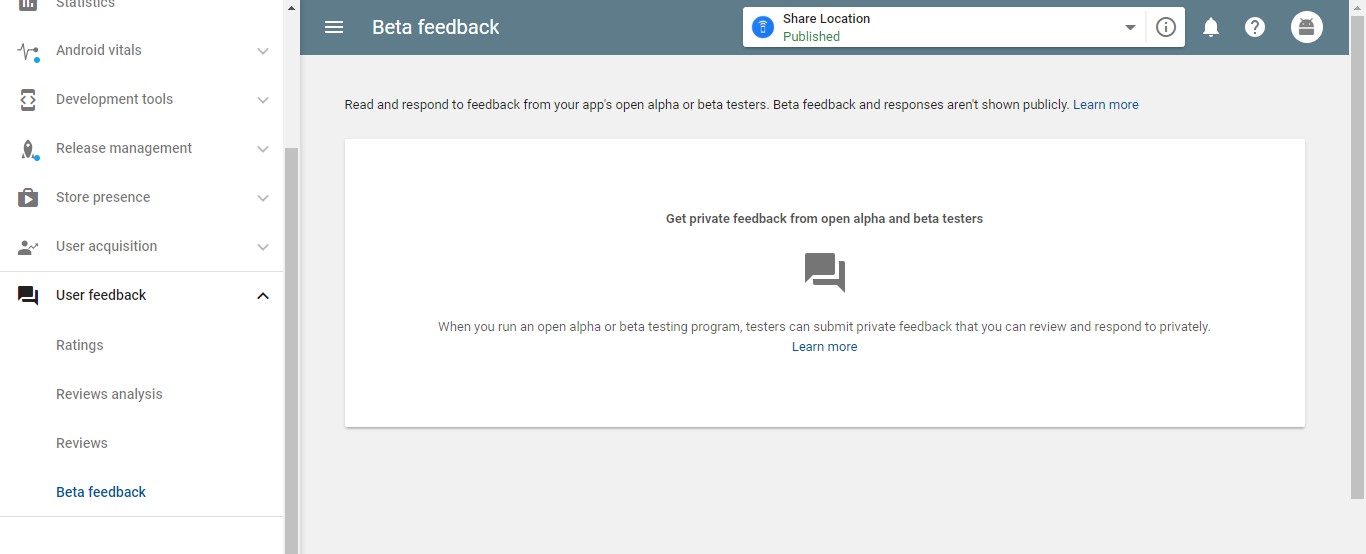 Statistics
Android vitals
Development tools
Release management
Store presence
User acquisition
User feedback
Ratings
Reviews analysis
Reviews
Beta feedback
Beta feedback
Share Location
Published
Read and respond to feedback from your app's open alpha or beta testers. Beta feedback and responses aren't shown publicly. Learn more
Get private feedback from open alpha and beta testers
When you run an open alpha or beta testing program, testers can submit private feedback that you can review and respond to privately.
Learn more